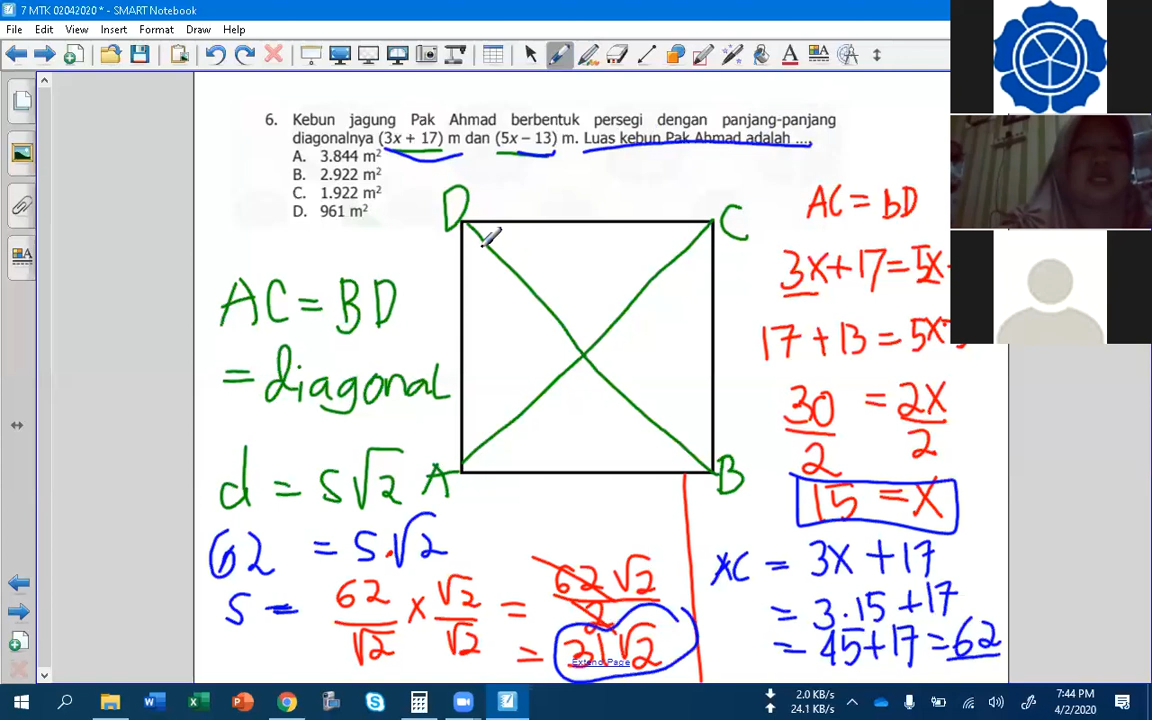 7 MTK 02042020 * - SMART Notebook
File Edit View Insert Format Draw Help
6. Kebun jagung Pak Ahmad berbentuk persegi dengan panjang-panjang
diagonalnya (3x + 17) m dan (5x – 13) m. Luas kebun Pak Ahmad adalah ....
A. 3.844 m²
B. 2.922 m²
C. 1.922 m²
D. 961 m²
D
C
A
B
AC = BD
= diagonal
d = s√2
62 = s.√2
s = 62/√2 × √2/√2 = 62√2/2
= 31√2
Extend Page
AC = bD
3x+17=5x-
17+13=5x-
30/2 = 2x/2
15 = x
AC = 3x+17
= 3.15+17
= 45+17=62
2.0 KB/s
24.1 KB/s
7:44 PM
4/2/2020